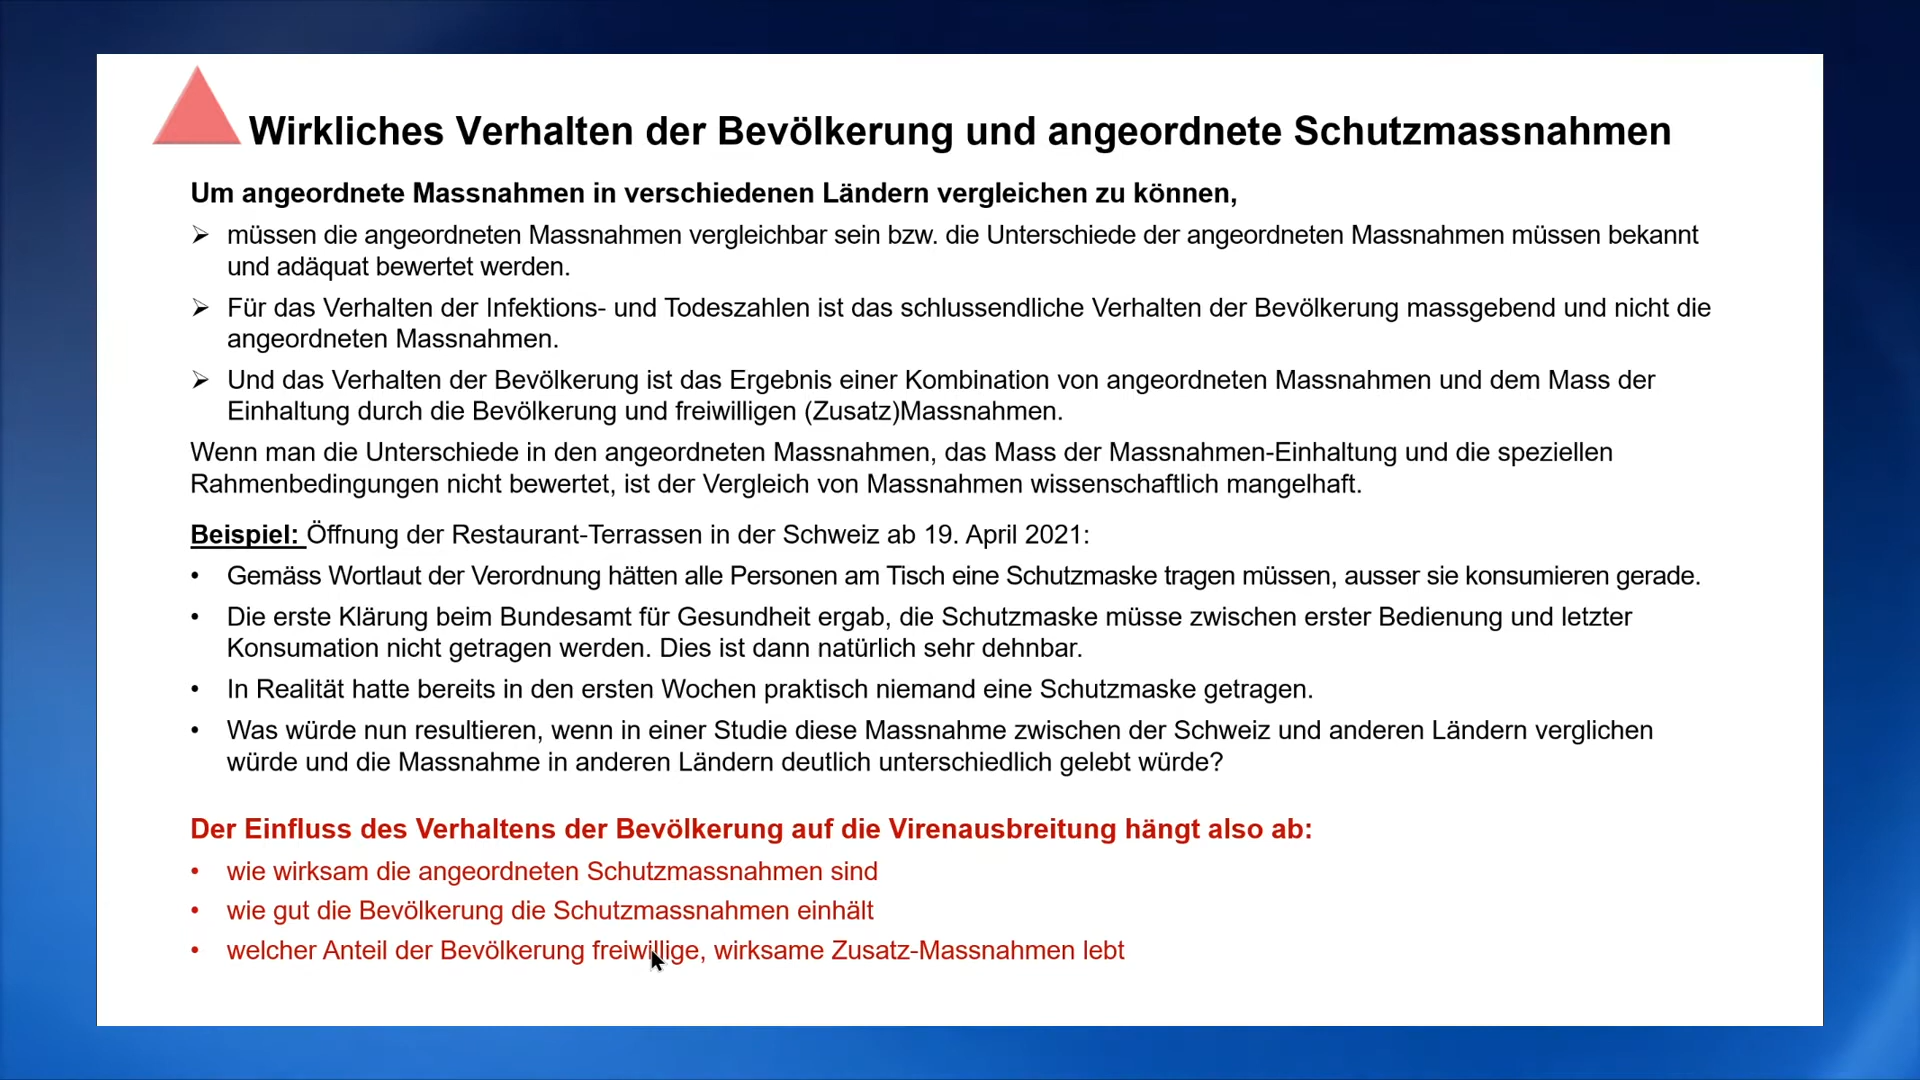 Wirkliches Verhalten der Bevölkerung und angeordnete Schutzmassnahmen
Um angeordnete Massnahmen in verschiedenen Ländern vergleichen zu können,
➢ müssen die angeordneten Massnahmen vergleichbar sein bzw. die Unterschiede der angeordneten Massnahmen müssen bekannt
und adäquat bewertet werden.
➢ Für das Verhalten der Infektions- und Todeszahlen ist das schlussendliche Verhalten der Bevölkerung massgebend und nicht die
angeordneten Massnahmen.
➢ Und das Verhalten der Bevölkerung ist das Ergebnis einer Kombination von angeordneten Massnahmen und dem Mass der
Einhaltung durch die Bevölkerung und freiwilligen (Zusatz)Massnahmen.
Wenn man die Unterschiede in den angeordneten Massnahmen, das Mass der Massnahmen-Einhaltung und die speziellen
Rahmenbedingungen nicht bewertet, ist der Vergleich von Massnahmen wissenschaftlich mangelhaft.
Beispiel: Öffnung der Restaurant-Terrassen in der Schweiz ab 19. April 2021:
• Gemäss Wortlaut der Verordnung hätten alle Personen am Tisch eine Schutzmaske tragen müssen, ausser sie konsumieren gerade.
• Die erste Klärung beim Bundesamt für Gesundheit ergab, die Schutzmaske müsse zwischen erster Bedienung und letzter
Konsumation nicht getragen werden. Dies ist dann natürlich sehr dehnbar.
• In Realität hatte bereits in den ersten Wochen praktisch niemand eine Schutzmaske getragen.
• Was würde nun resultieren, wenn in einer Studie diese Massnahme zwischen der Schweiz und anderen Ländern verglichen
würde und die Massnahme in anderen Ländern deutlich unterschiedlich gelebt würde?
Der Einfluss des Verhaltens der Bevölkerung auf die Virenausbreitung hängt also ab:
• wie wirksam die angeordneten Schutzmassnahmen sind
• wie gut die Bevölkerung die Schutzmassnahmen einhält
• welcher Anteil der Bevölkerung freiwillige, wirksame Zusatz-Massnahmen lebt